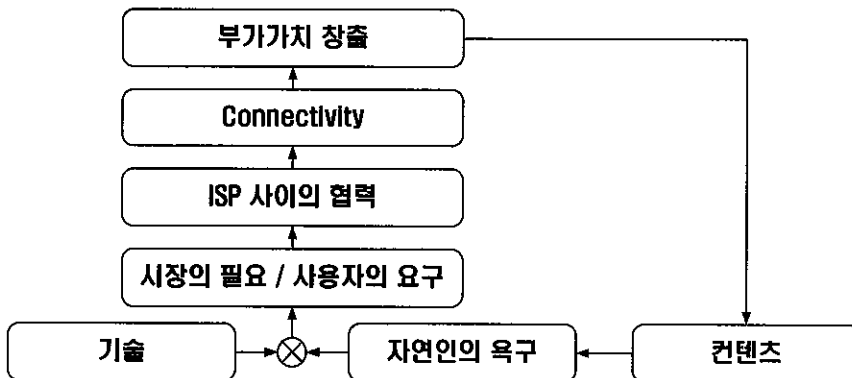 부가가치 창출
Connectivity
ISP 사이의 협력
시장의 필요 / 사용자의 요구
기술
자연인의 욕구
컨텐츠